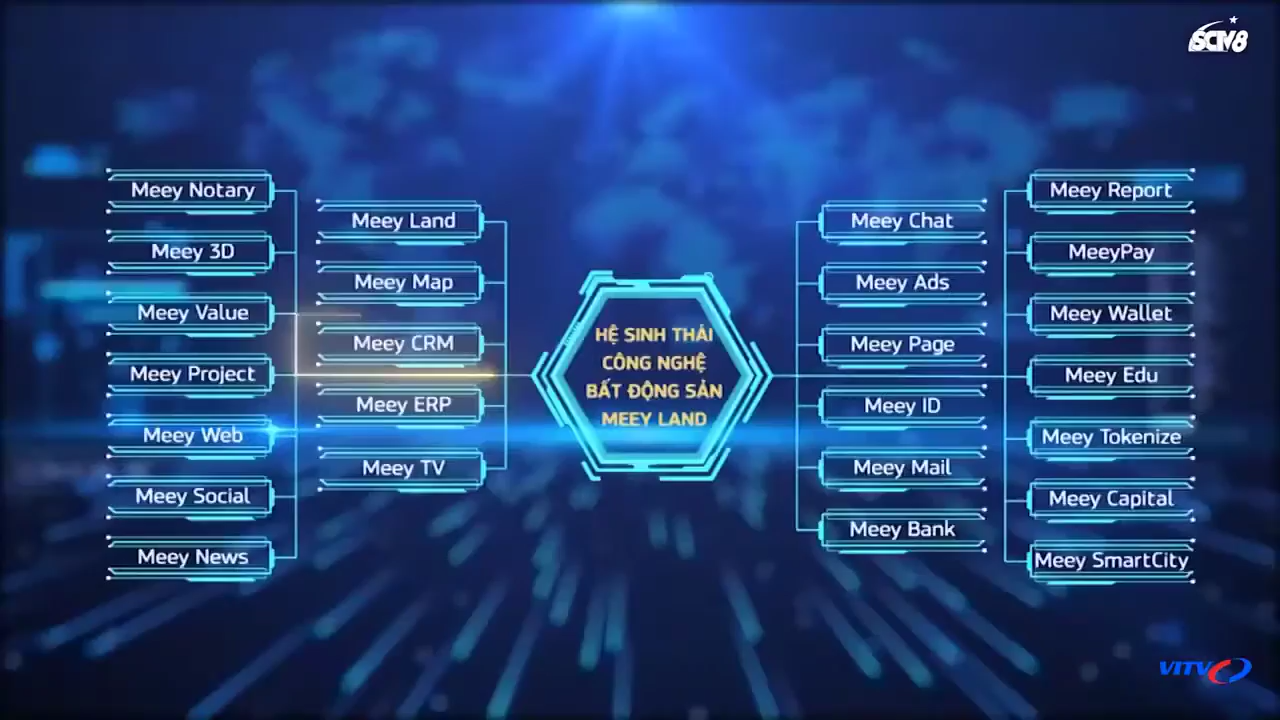 SCTV8
Meey Notary
Meey 3D
Meey Value
Meey Project
Meey Web
Meey Social
Meey News
Meey Land
Meey Map
Meey CRM
Meey ERP
Meey TV
HỆ SINH THÁI
CÔNG NGHỆ
BẤT ĐỘNG SẢN
MEEY LAND
Meey Chat
Meey Ads
Meey Page
Meey ID
Meey Mail
Meey Bank
Meey Report
MeeyPay
Meey Wallet
Meey Edu
Meey Tokenize
Meey Capital
Meey SmartCity
VITV